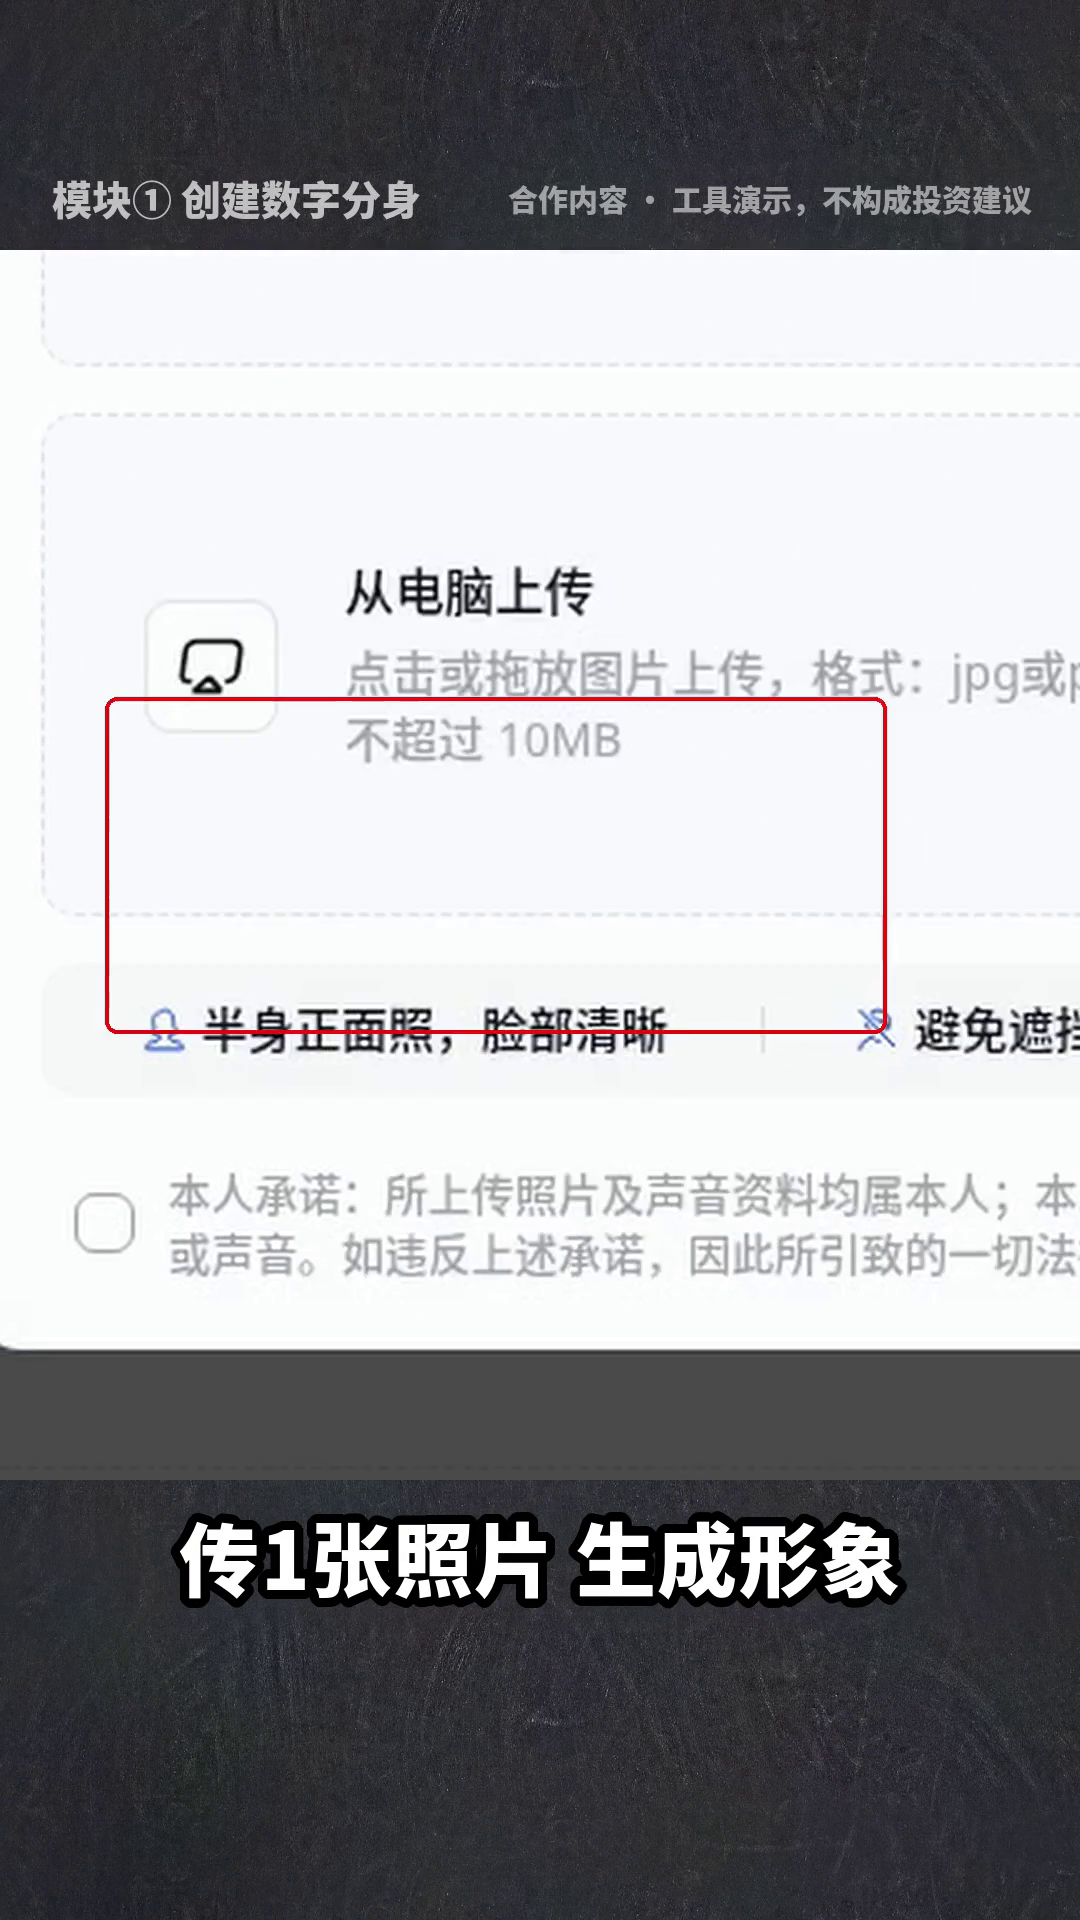 模块① 创建数字分身
合作内容 · 工具演示，不构成投资建议
从电脑上传
点击或拖放图片上传，格式：jpg或p
不超过 10MB
半身正面照，脸部清晰
避免遮挡
本人承诺：所上传照片及声音资料均属本人；本
或声音。如违反上述承诺，因此所引致的一切法
传1张照片 生成形象